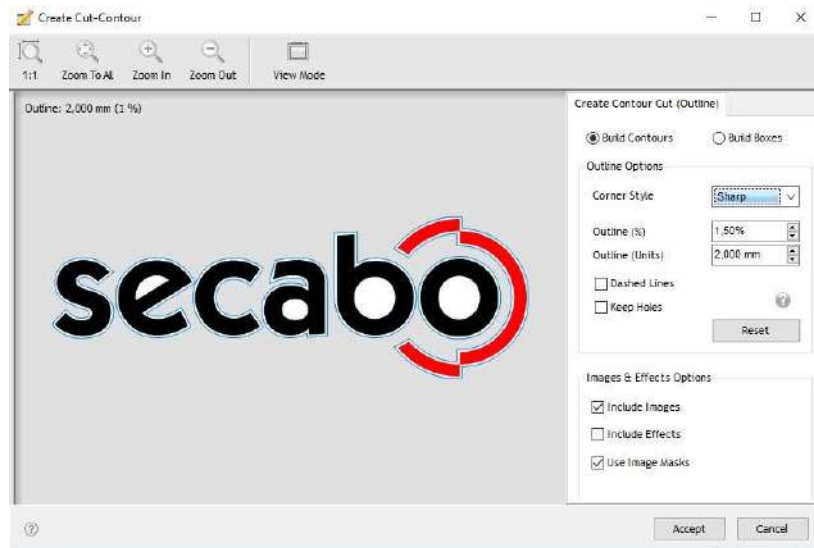 Create Cut-Contour
1:1
Zoom To All
Zoom In
Zoom Out
View Mode
Outline: 2,000 mm (1 %)
secabo
Create Contour Cut (Outline)
Build Contours
Build Boxes
Outline Options
Corner Style
Sharp
Outline (%)
1,50%
Outline (Units)
2,000 mm
Dashed Lines
Keep Holes
Reset
Images & Effects Options
Include Images
Include Effects
Use Image Masks
Accept
Cancel